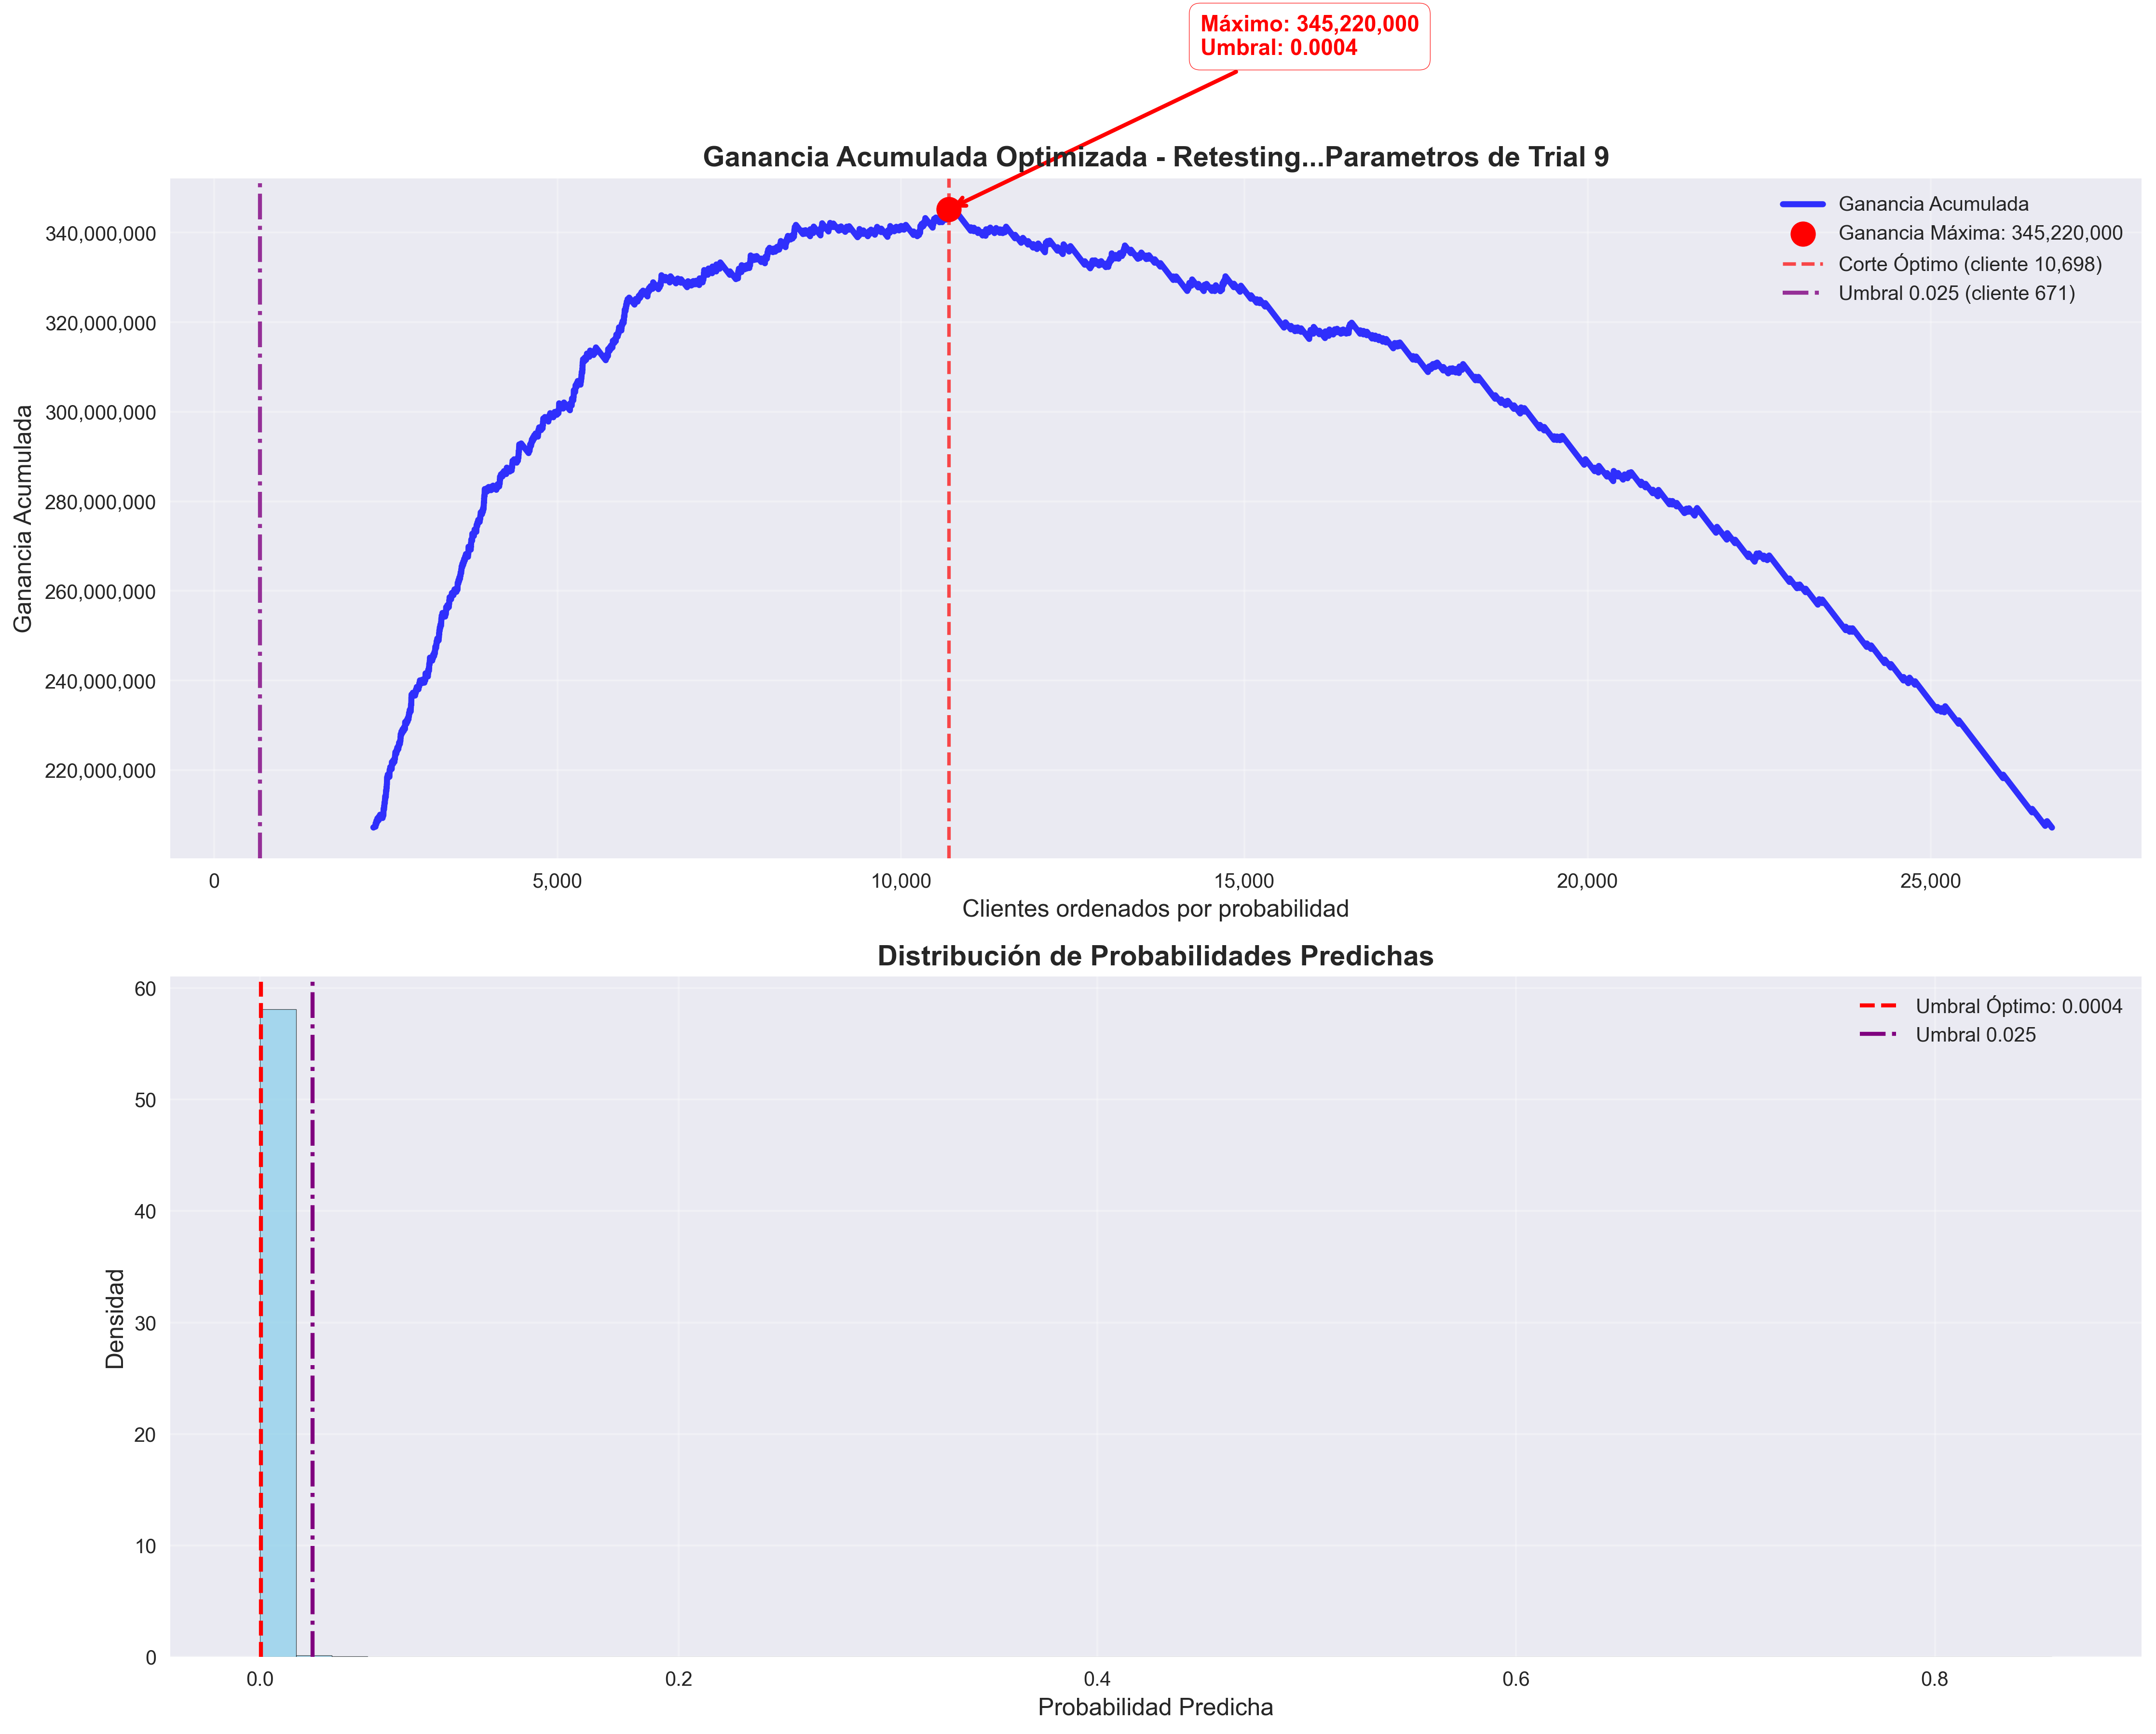 Máximo: 345,220,000
Umbral: 0.0004
Ganancia Acumulada Optimizada - Retesting...Parametros de Trial 9
Ganancia Acumulada
Ganancia Máxima: 345,220,000
Corte Óptimo (cliente 10,698)
Umbral 0.025 (cliente 671)
340,000,000
320,000,000
300,000,000
280,000,000
260,000,000
240,000,000
220,000,000
Ganancia Acumulada
0
5,000
10,000
15,000
20,000
25,000
Clientes ordenados por probabilidad
Distribución de Probabilidades Predichas
Umbral Óptimo: 0.0004
Umbral 0.025
60
50
40
30
20
10
0
Densidad
0.0
0.2
0.4
0.6
0.8
Probabilidad Predicha